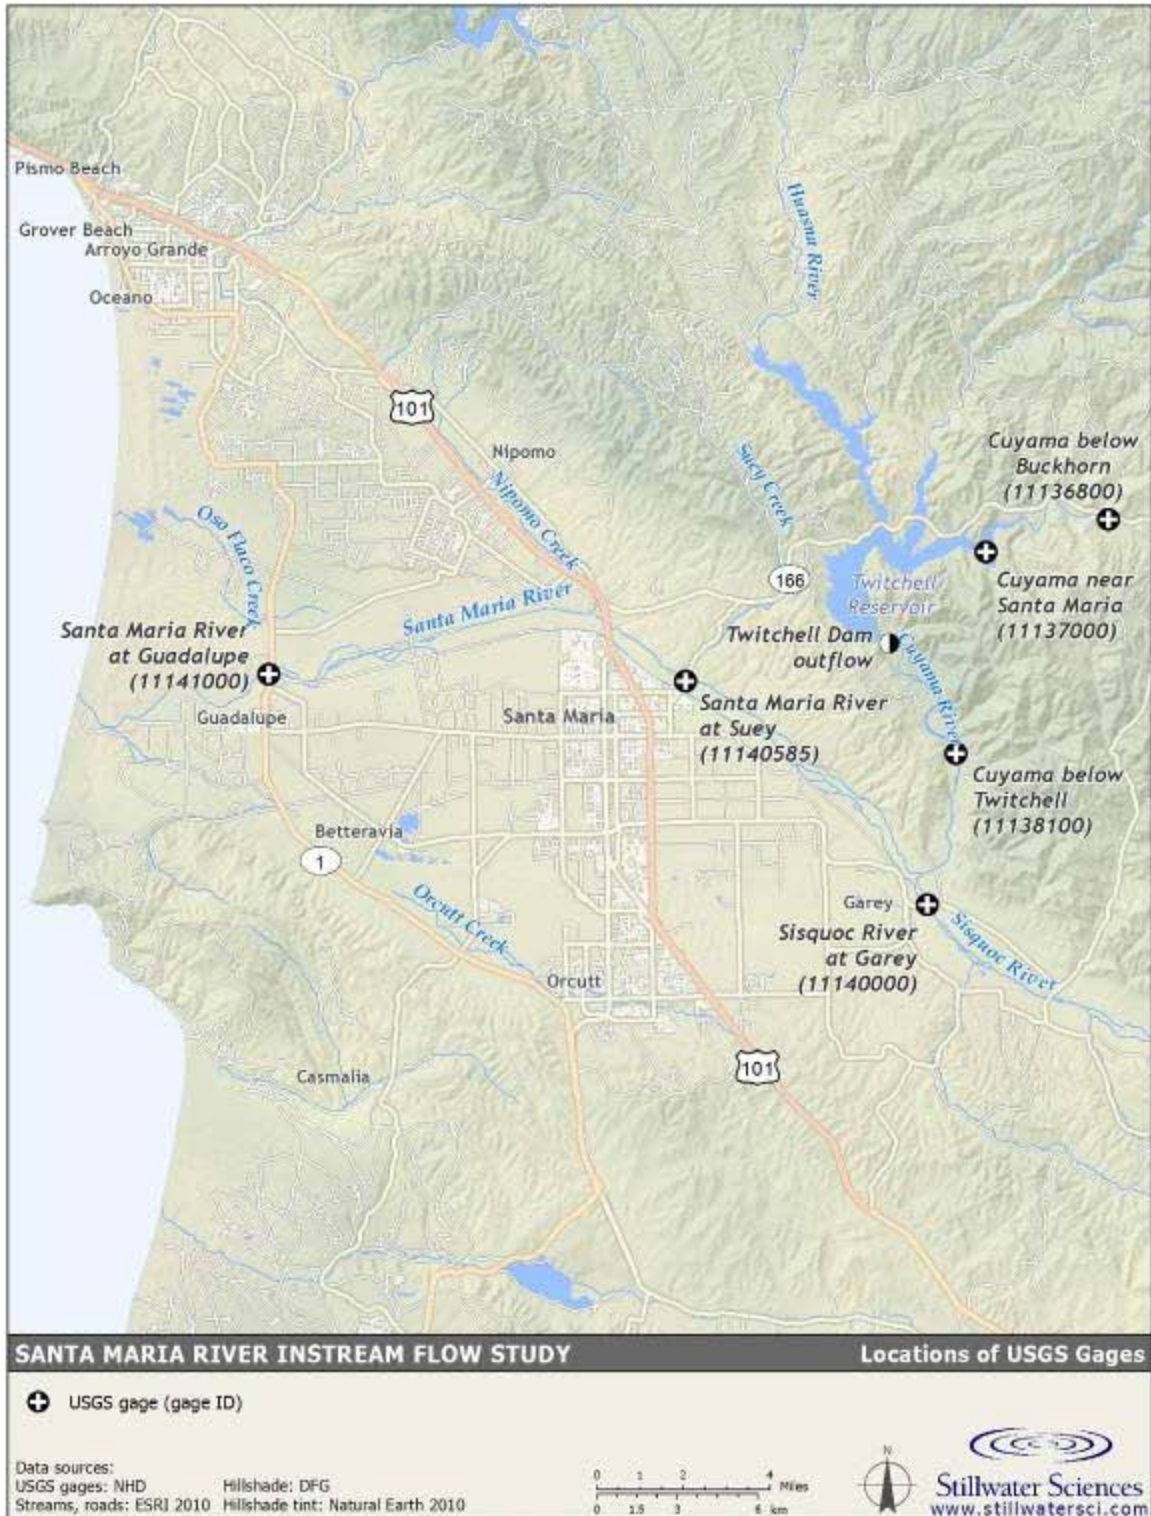 Pismo Beach
Grover Beach
Arroyo Grande
Oceano
Huasna River
101
Nipomo
Nipomo Creek
Suey Creek
Cuyama below
Buckhorn
(11136800)
Oso Flaco Creek
166
Twitchell
Reservoir
Cuyama near
Santa Maria
(11137000)
Santa Maria River
Santa Maria River
at Guadalupe
(11141000)
Twitchell Dam
outflow
Cuyama River
Guadalupe
Santa Maria
Santa Maria River
at Suey
(11140585)
Cuyama below
Twitchell
(11138100)
Betteravia
1
Orcutt Creek
Garey
Sisquoc River
at Garey
(11140000)
Sisquoc River
Orcutt
101
Casmalia
SANTA MARIA RIVER INSTREAM FLOW STUDY
Locations of USGS Gages
USGS gage (gage ID)
Data sources:
USGS gages: NHD Hillshade: DFG
Streams, roads: ESRI 2010 Hillshade tint: Natural Earth 2010
0 1 2 4 Miles
0 1.5 3 6 km
N
Stillwater Sciences
www.stillwatersci.com